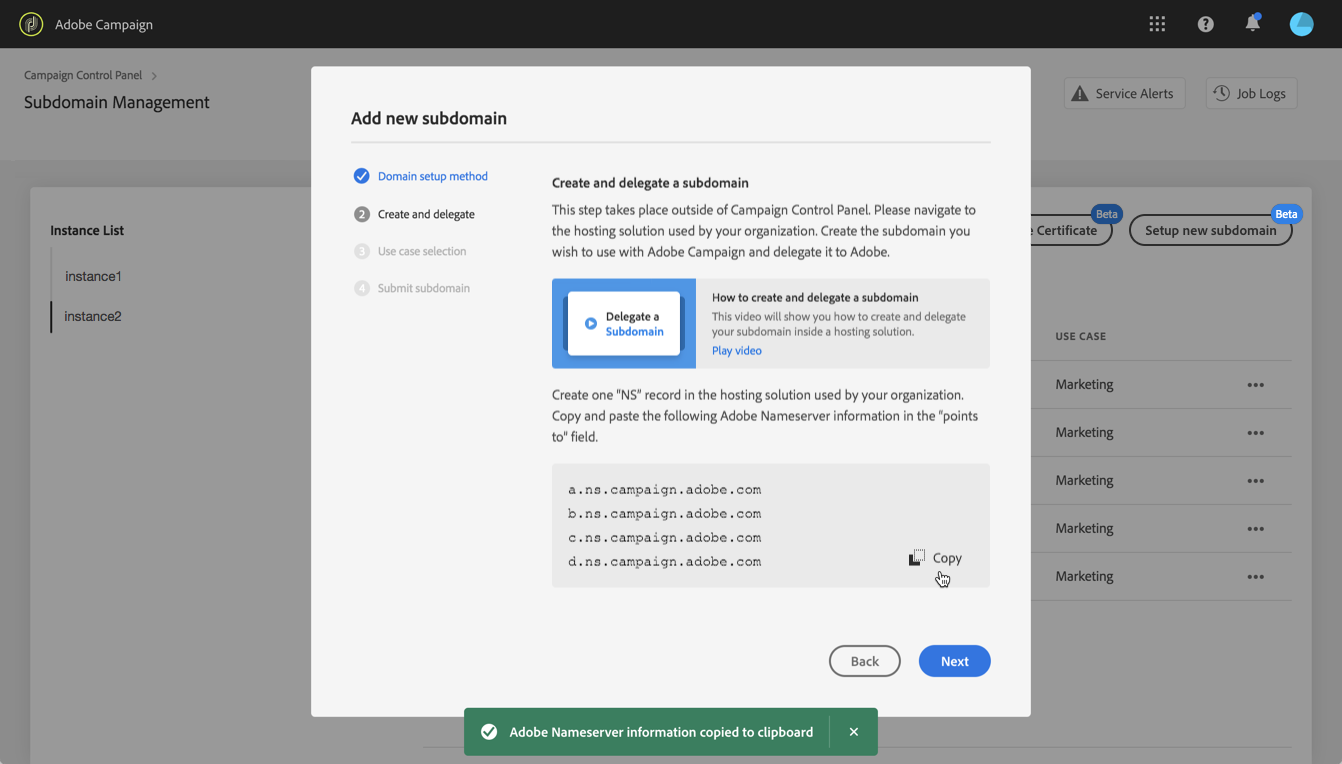 Adobe Campaign
Campaign Control Panel
Subdomain Management
Service Alerts
Job Logs
Instance List
instance1
instance2
Certificate
Beta
Setup new subdomain
Beta
USE CASE
Marketing
Marketing
Marketing
Marketing
Marketing
Add new subdomain
Domain setup method
2 Create and delegate
3 Use case selection
4 Submit subdomain
Create and delegate a subdomain
This step takes place outside of Campaign Control Panel. Please navigate to
the hosting solution used by your organization. Create the subdomain you
wish to use with Adobe Campaign and delegate it to Adobe.
Delegate a
Subdomain
How to create and delegate a subdomain
This video will show you how to create and delegate
your subdomain inside a hosting solution.
Play video
Create one “NS” record in the hosting solution used by your organization.
Copy and paste the following Adobe Nameserver information in the “points
to” field.
a.ns.campaign.adobe.com
b.ns.campaign.adobe.com
c.ns.campaign.adobe.com
d.ns.campaign.adobe.com
Copy
Back
Next
Adobe Nameserver information copied to clipboard